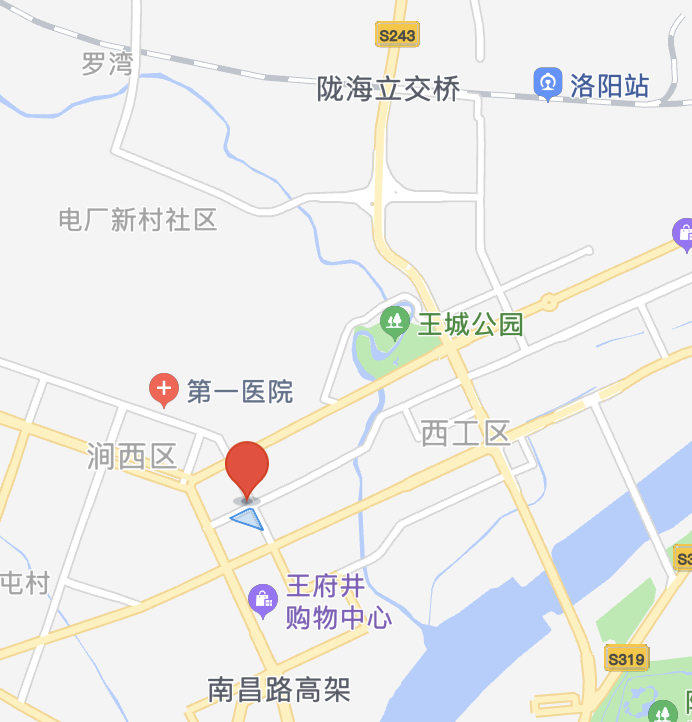 S243
罗湾
陇海立交桥
洛阳站
电厂新村社区
王城公园
第一医院
西工区
涧西区
屯村
王府井
购物中心
S319
南昌路高架